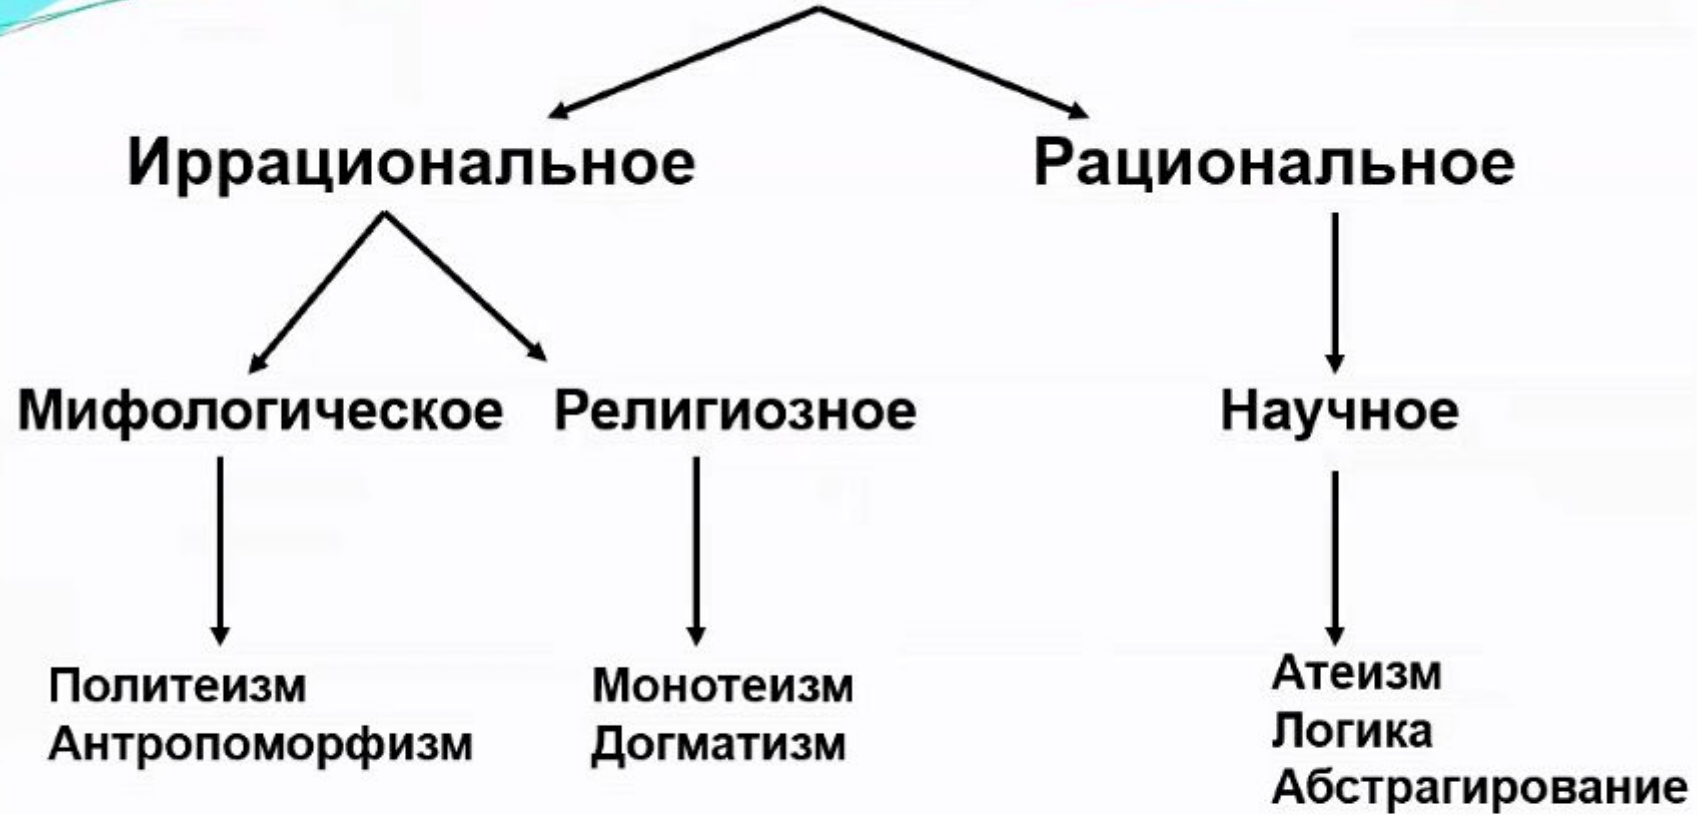 Иррациональное
Рациональное
Мифологическое
Религиозное
Научное
Политеизм
Антропоморфизм
Монотеизм
Догматизм
Атеизм
Логика
Абстрагирование